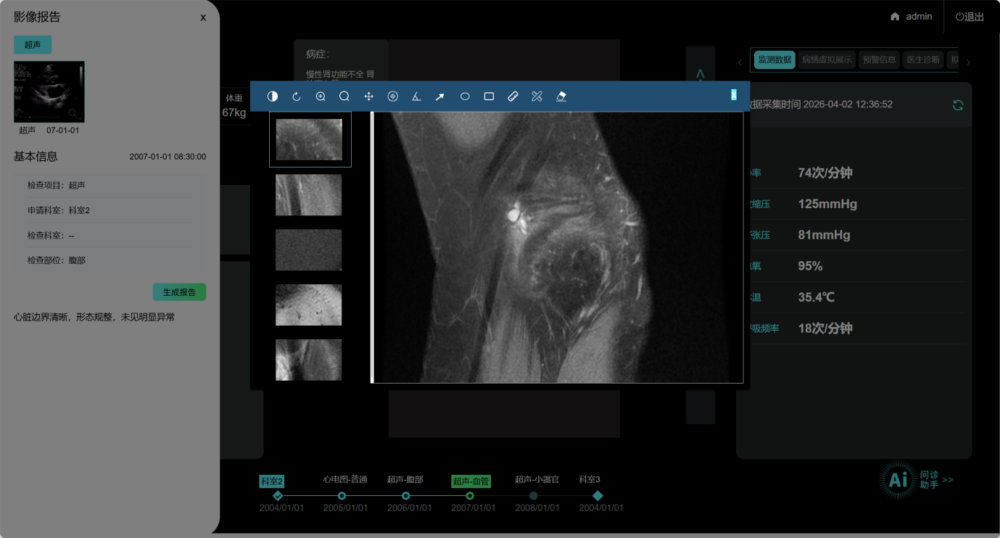 影像报告
x
超声
超声 07-01-01
基本信息
2007-01-01 08:30:00
检查项目：超声
申请科室：科室2
检查科室：--
检查部位：腹部
生成报告
心脏边界清晰，形态规整，未见明显异常
admin
退出
病症：
慢性肾功能不全 肾
体重
67kg
监测数据
病情虚拟展示
预警信息
医生诊断
据采集时间 2026-04-02 12:36:52
率
74次/分钟
缩压
125mmHg
张压
81mmHg
氧
95%
温
35.4℃
吸频率
18次/分钟
科室2
心电图-普通
超声-腹部
超声-血管
超声-小器官
科室3
2004/01/01
2005/01/01
2006/01/01
2007/01/01
2008/01/01
2004/01/01
Ai 问诊
助手 >>